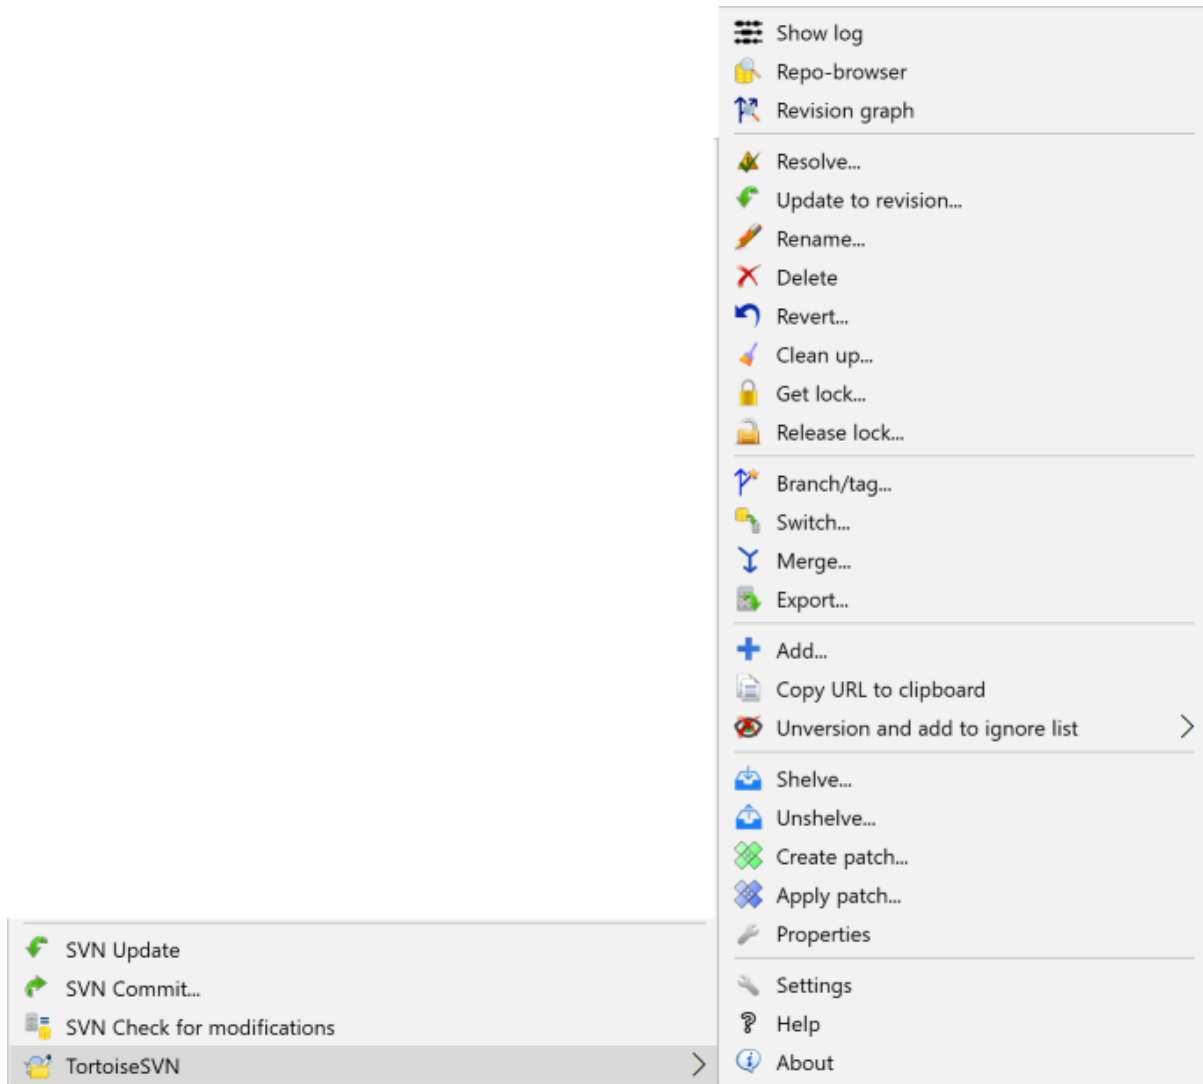 Show log
Repo-browser
Revision graph
Resolve...
Update to revision...
Rename...
Delete
Revert...
Clean up...
Get lock...
Release lock...
Branch/tag...
Switch...
Merge...
Export...
Add...
Copy URL to clipboard
Unversion and add to ignore list
Shelve...
Unshelve...
Create patch...
Apply patch...
Properties
Settings
Help
About
SVN Update
SVN Commit...
SVN Check for modifications
TortoiseSVN